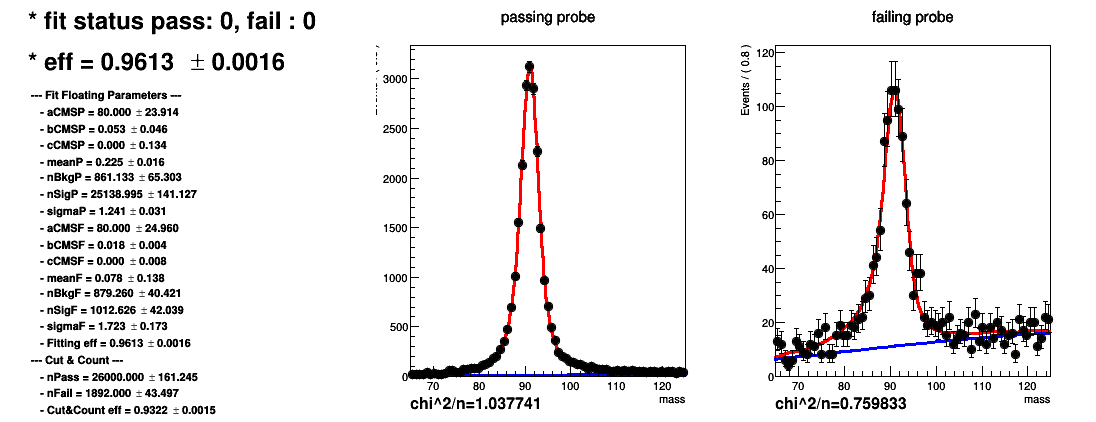 * fit status pass: 0, fail : 0
* eff = 0.9613 ± 0.0016
--- Fit Floating Parameters ---
- aCMSP = 80.000 ± 23.914
- bCMSP = 0.053 ± 0.046
- cCMSP = 0.000 ± 0.134
- meanP = 0.225 ± 0.016
- nBkgP = 861.133 ± 65.303
- nSigP = 25138.995 ± 141.127
- sigmaP = 1.241 ± 0.031
- aCMSF = 80.000 ± 24.960
- bCMSF = 0.018 ± 0.004
- cCMSF = 0.000 ± 0.008
- meanF = 0.078 ± 0.138
- nBkgF = 879.260 ± 40.421
- nSigF = 1012.626 ± 42.039
- sigmaF = 1.723 ± 0.173
- Fitting eff = 0.9613 ± 0.0016
--- Cut & Count ---
- nPass = 26000.000 ± 161.245
- nFail = 1892.000 ± 43.497
- Cut&Count eff = 0.9322 ± 0.0015
passing probe
3000
2500
2000
1500
1000
500
0
70 80 90 100 110 120
mass
chi^2/n=1.037741
failing probe
Events / ( 0.8 )
120
100
80
60
40
20
0
70 80 90 100 110 120
mass
chi^2/n=0.759833